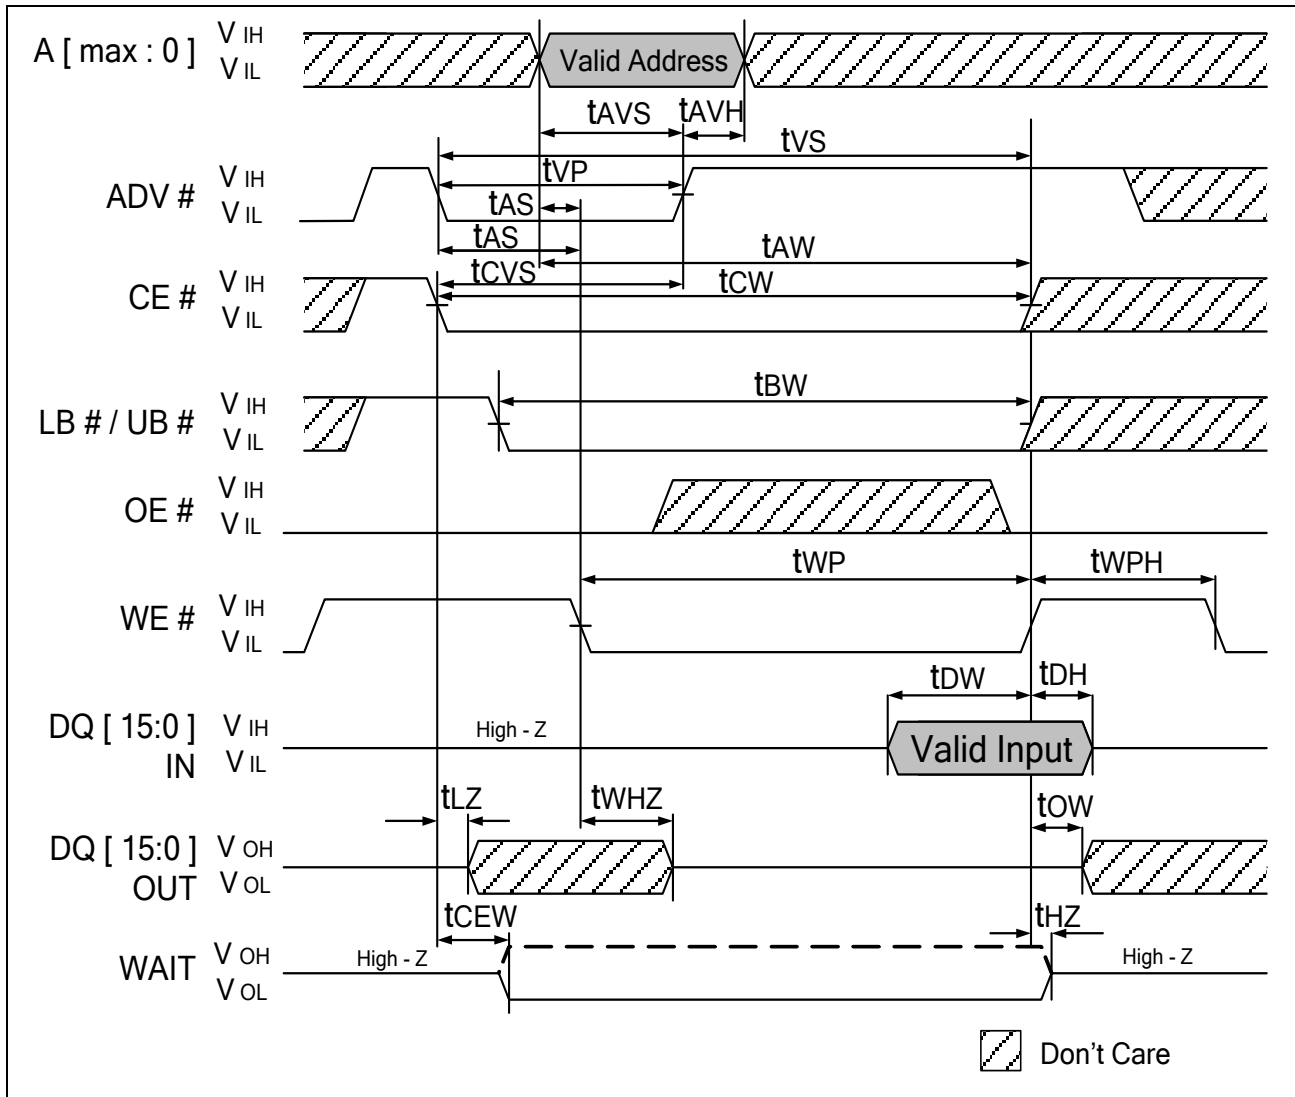 A [ max : 0 ] V IH
V IL
Valid Address
tAVS tAVH
tVS
ADV # V IH
V IL
tVP
tAS
tAS
tAW
tCVS
CE # V IH
V IL
tCW
LB # / UB # V IH
V IL
tBW
OE # V IH
V IL
tWP tWPH
WE # V IH
V IL
tDW tDH
DQ [ 15:0 ] V IH
IN V IL
High - Z
Valid Input
tLZ tWHZ tOW
DQ [ 15:0 ] V OH
OUT V OL
tCEW tHZ
WAIT V OH
V OL
High - Z High - Z
Don't Care